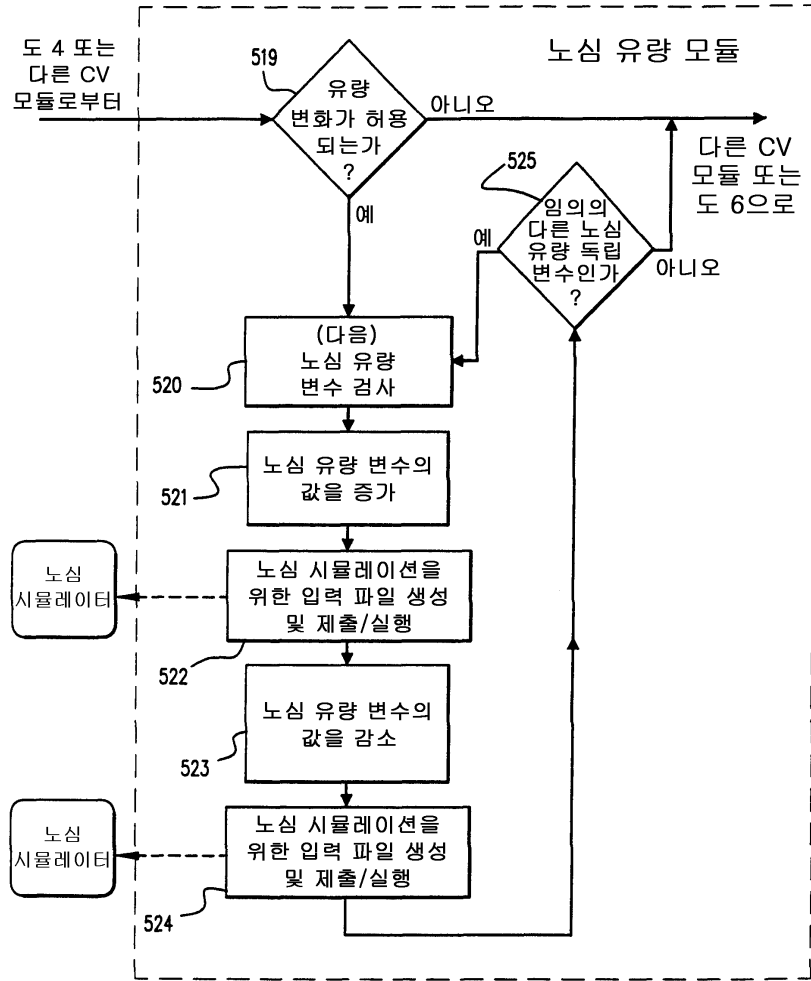 노심 유량 모듈
도 4 또는
다른 CV
모듈로부터
519
유량
변화가 허용
되는가
?
아니오
예
다른 CV
모듈 또는
도 6으로
525
임의의
다른 노심
유량 독립
변수인가
?
예
아니오
(다음)
노심 유량
변수 검사
520
노심 유량 변수의
값을 증가
521
노심 시뮬레이션을
위한 입력 파일 생성
및 제출/실행
522
노심
시뮬레이터
노심 유량 변수의
값을 감소
523
노심 시뮬레이션을
위한 입력 파일 생성
및 제출/실행
524
노심
시뮬레이터